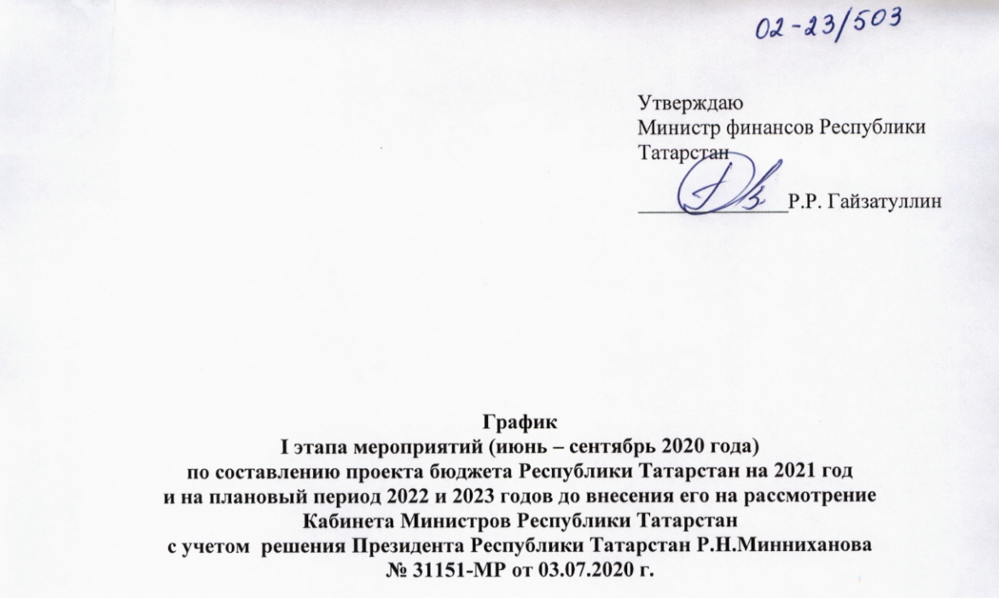 02-23/503
Утверждаю
Министр финансов Республики
Татарстан
______________Р.Р. Гайзатуллин
График
I этапа мероприятий (июнь – сентябрь 2020 года)
по составлению проекта бюджета Республики Татарстан на 2021 год
и на плановый период 2022 и 2023 годов до внесения его на рассмотрение
Кабинета Министров Республики Татарстан
с учетом решения Президента Республики Татарстан Р.Н.Минниханова
№ 31151-МР от 03.07.2020 г.